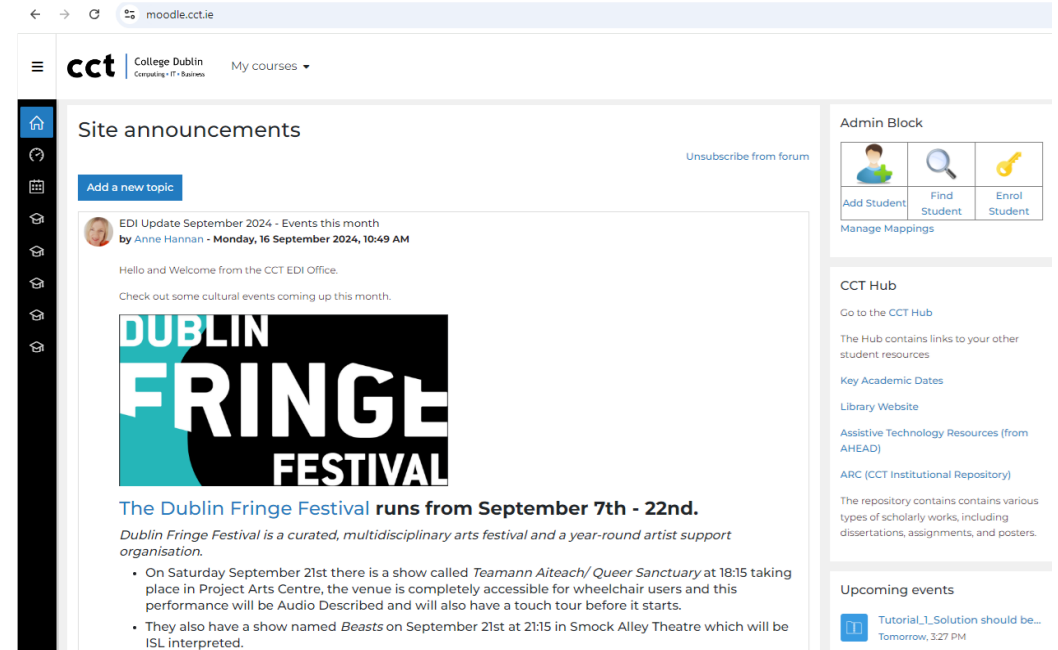 moodle.cct.ie
cct
College Dublin
Computing • IT • Business
My courses
Site announcements
Unsubscribe from forum
Add a new topic
EDI Update September 2024 - Events this month
by Anne Hannan - Monday, 16 September 2024, 10:49 AM
Hello and Welcome from the CCT EDI Office.
Check out some cultural events coming up this month.
DUBLIN
FRINGE
FESTIVAL
The Dublin Fringe Festival runs from September 7th - 22nd.
Dublin Fringe Festival is a curated, multidisciplinary arts festival and a year-round artist support
organisation.
• On Saturday September 21st there is a show called Teamann Aiteach/ Queer Sanctuary at 18:15 taking
place in Project Arts Centre, the venue is completely accessible for wheelchair users and this
performance will be Audio Described and will also have a touch tour before it starts.
• They also have a show named Beasts on September 21st at 21:15 in Smock Alley Theatre which will be
ISL interpreted.
Admin Block
Add Student
Find
Student
Enrol
Student
Manage Mappings
CCT Hub
Go to the CCT Hub
The Hub contains links to your other
student resources
Key Academic Dates
Library Website
Assistive Technology Resources (from
AHEAD)
ARC (CCT Institutional Repository)
The repository contains contains various
types of scholarly works, including
dissertations, assignments, and posters.
Upcoming events
Tutorial_1_Solution should be...
Tomorrow, 3:27 PM